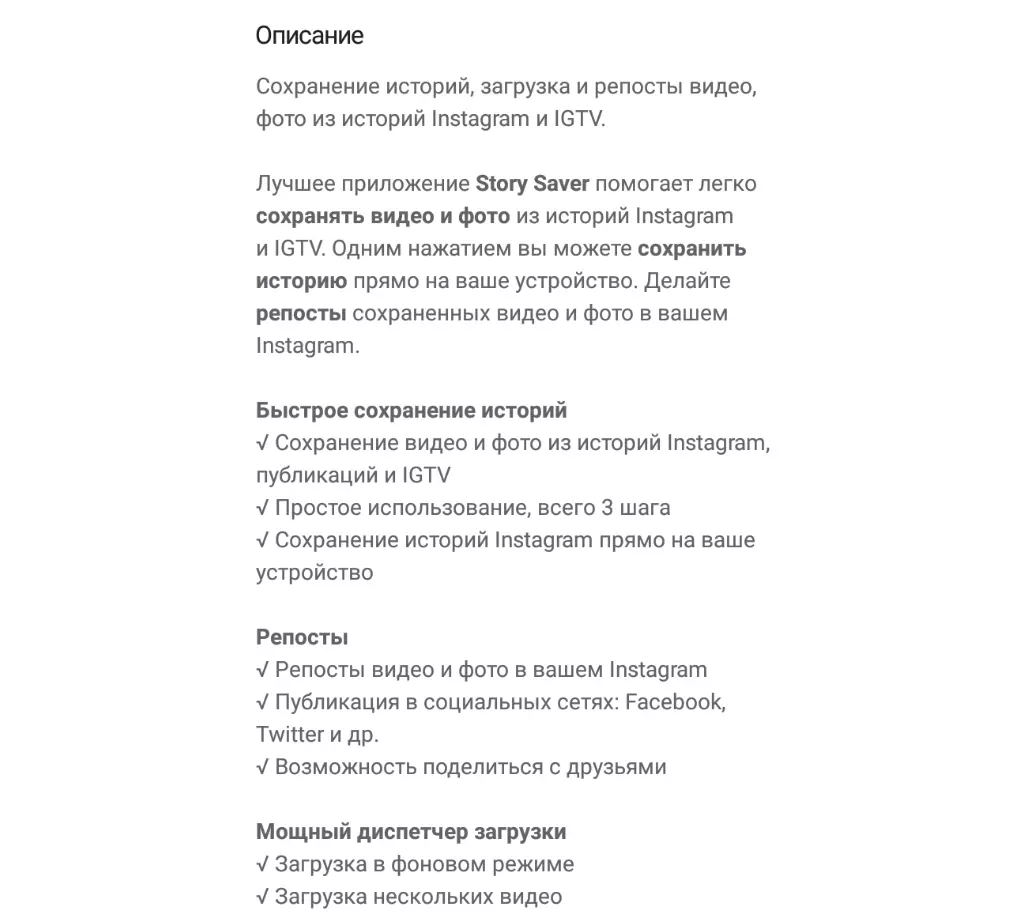 Описание
Сохранение историй, загрузка и репосты видео,
фото из историй Instagram и IGTV.
Лучшее приложение Story Saver помогает легко
сохранять видео и фото из историй Instagram
и IGTV. Одним нажатием вы можете сохранить
историю прямо на ваше устройство. Делайте
репосты сохраненных видео и фото в вашем
Instagram.
Быстрое сохранение историй
√ Сохранение видео и фото из историй Instagram,
публикаций и IGTV
√ Простое использование, всего 3 шага
√ Сохранение историй Instagram прямо на ваше
устройство
Репосты
√ Репосты видео и фото в вашем Instagram
√ Публикация в социальных сетях: Facebook,
Twitter и др.
√ Возможность поделиться с друзьями
Мощный диспетчер загрузки
√ Загрузка в фоновом режиме
√ Загрузка нескольких видео